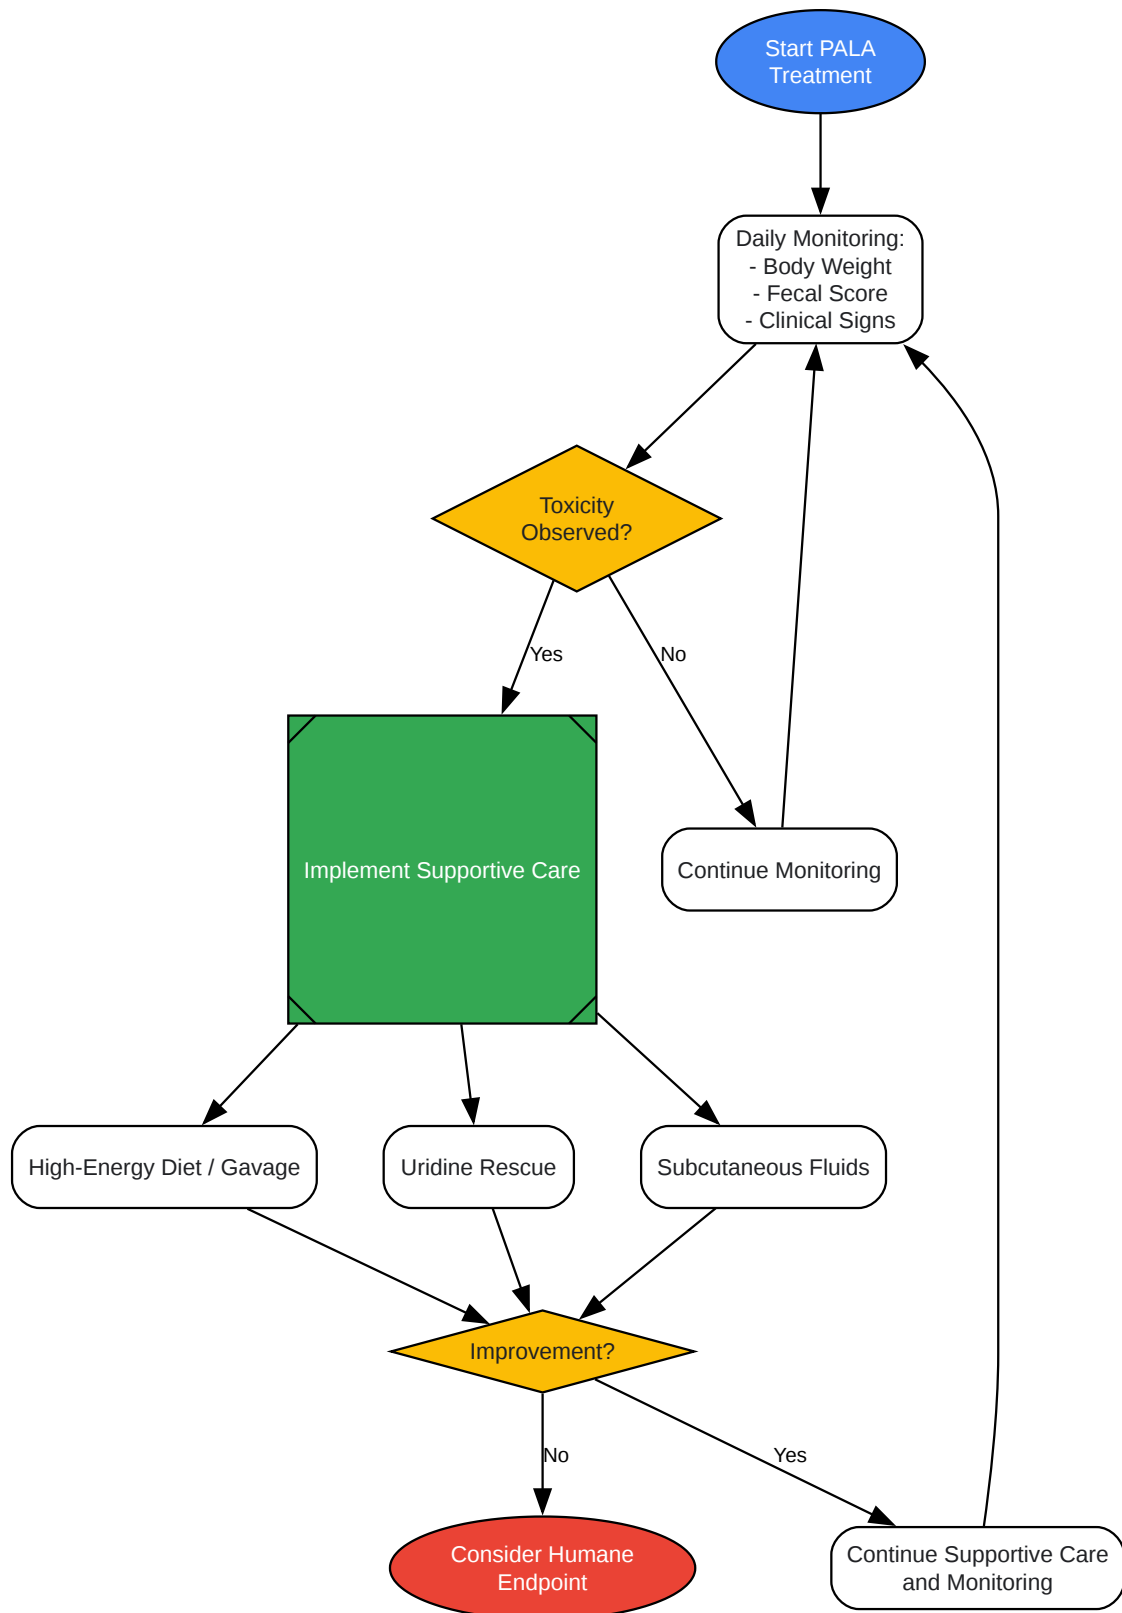 Start PALA
Treatment
Daily Monitoring:
- Body Weight
- Fecal Score
- Clinical Signs
Toxicity
Observed?
Yes
No
Implement Supportive Care
Continue Monitoring
High-Energy Diet / Gavage
Uridine Rescue
Subcutaneous Fluids
Improvement?
No
Yes
Consider Humane
Endpoint
Continue Supportive Care
and Monitoring